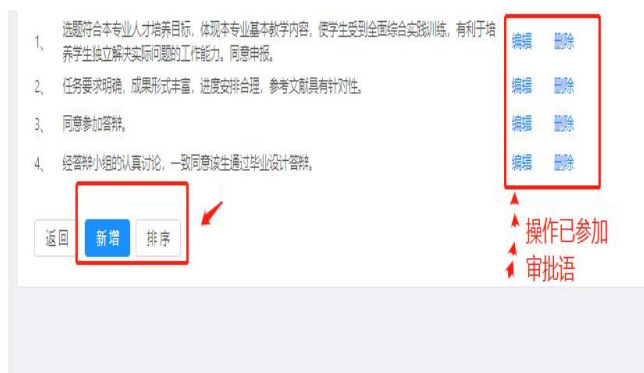 1、 选题符合本专业人才培养目标，体现本专业基本教学内容，使学生受到全面综合实践训练，有利于培
养学生独立解决实际问题的工作能力。同意申报。 编辑 删除
2、 任务要求明确，成果形式丰富，进度安排合理，参考文献具有针对性。 编辑 删除
3、 同意参加答辩。 编辑 删除
4、 经答辩小组的认真讨论，一致同意该生通过毕业设计答辩。 编辑 删除
返回 新增 排序
操作已参加
审批语